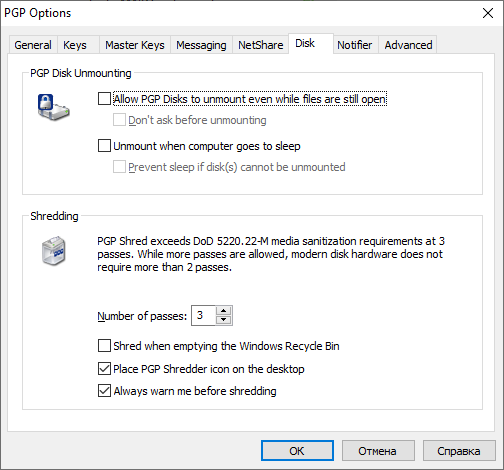 PGP Options
General Keys Master Keys Messaging NetShare Disk Notifier Advanced
PGP Disk Unmounting
Allow PGP Disks to unmount even while files are still open
Don't ask before unmounting
Unmount when computer goes to sleep
Prevent sleep if disk(s) cannot be unmounted
Shredding
PGP Shred exceeds DoD 5220.22-M media sanitization requirements at 3
passes. While more passes are allowed, modern disk hardware does not
require more than 2 passes.
Number of passes: 3
Shred when emptying the Windows Recycle Bin
Place PGP Shredder icon on the desktop
Always warn me before shredding
OK Отмена Справка